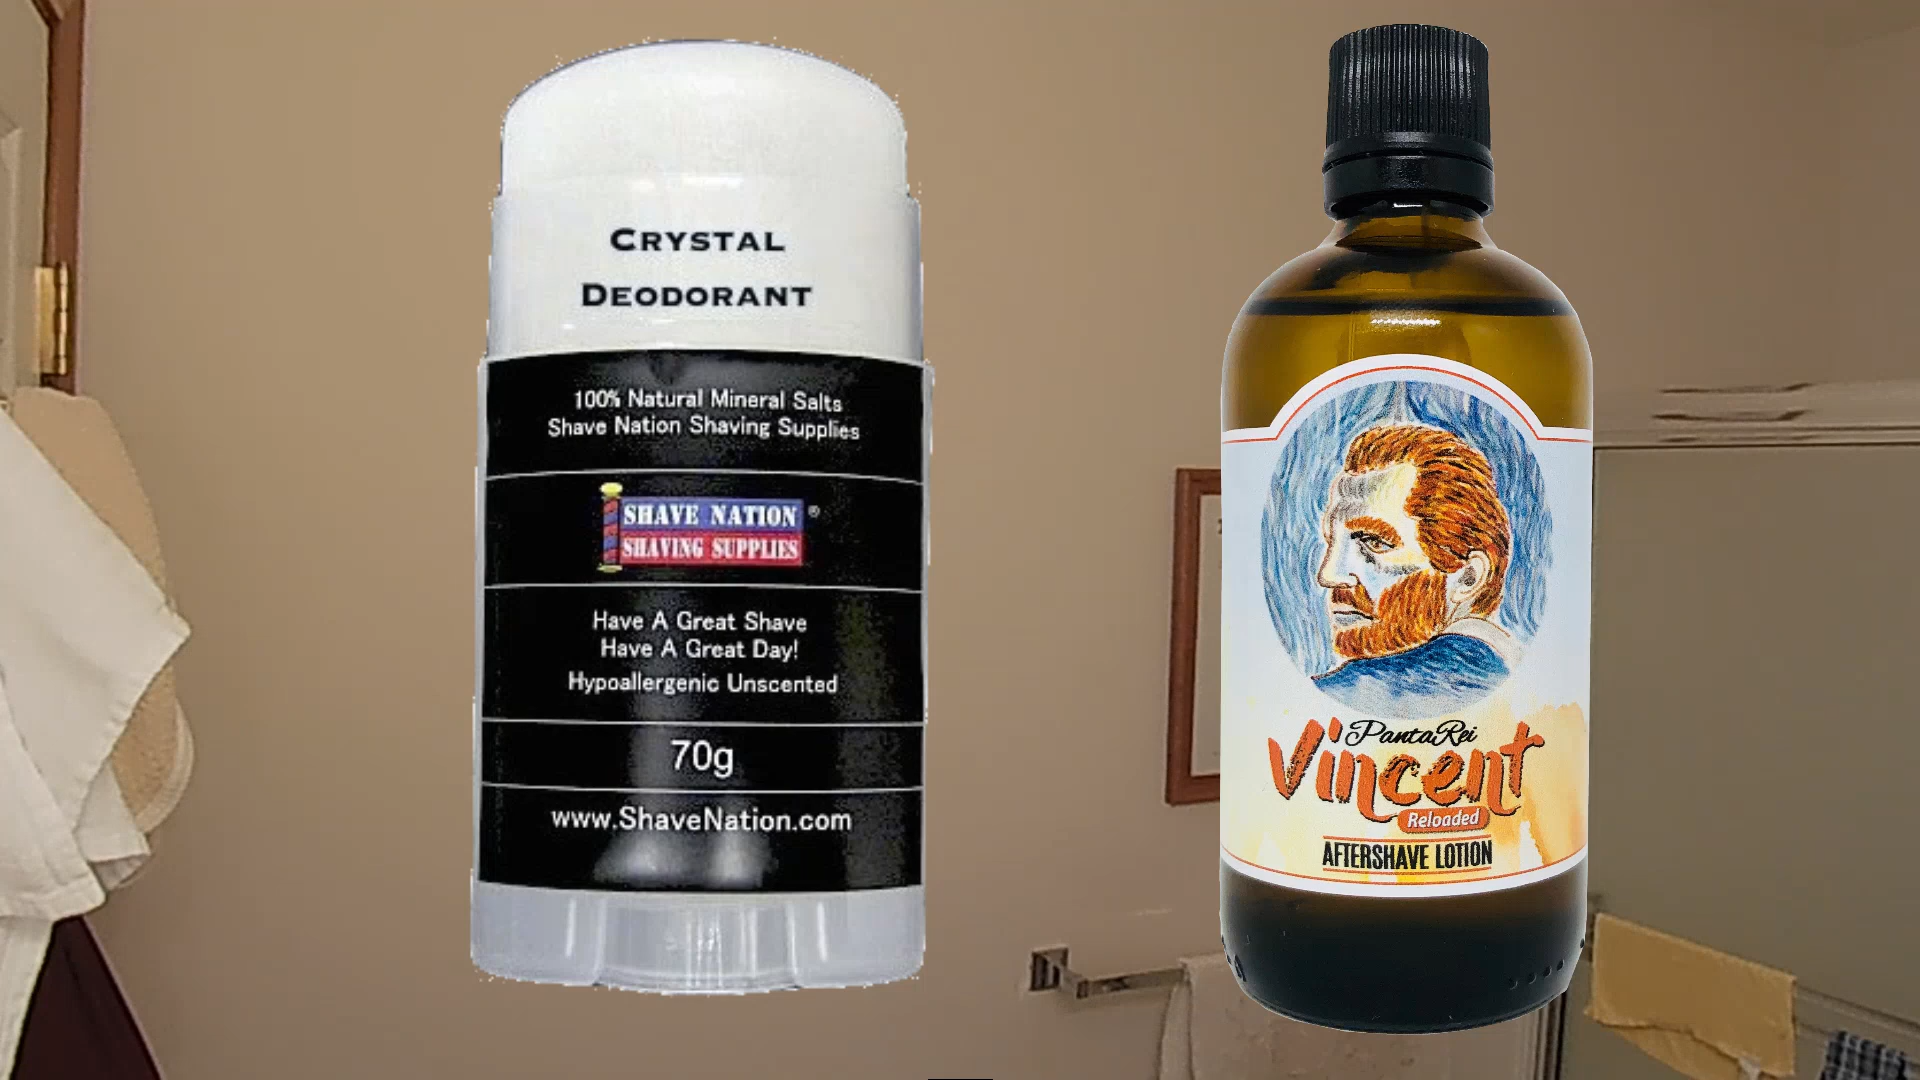 CRYSTAL
DEODORANT
100% Natural Mineral Salts
Shave Nation Shaving Supplies
SHAVE NATION ®
SHAVING SUPPLIES
Have A Great Shave
Have A Great Day!
Hypoallergenic Unscented
70g
www.ShaveNation.com
PantaRei
Vincent
Reloaded
AFTERSHAVE LOTION